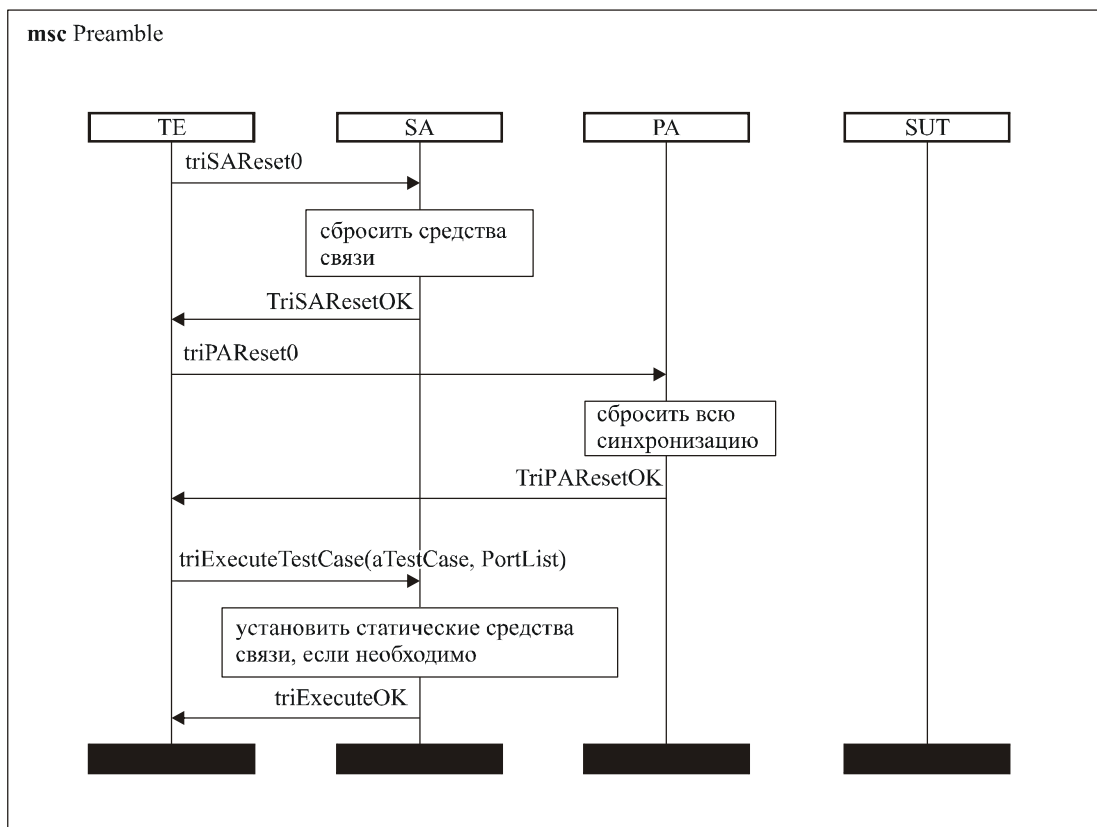 msc Preamble
TE
SA
PA
SUT
triSAReset0
сбросить средства
связи
TriSAResetOK
triPAReset0
сбросить всю
синхронизацию
TriPAResetOK
triExecuteTestCase(aTestCase, PortList)
установить статические средства
связи, если необходимо
triExecuteOK